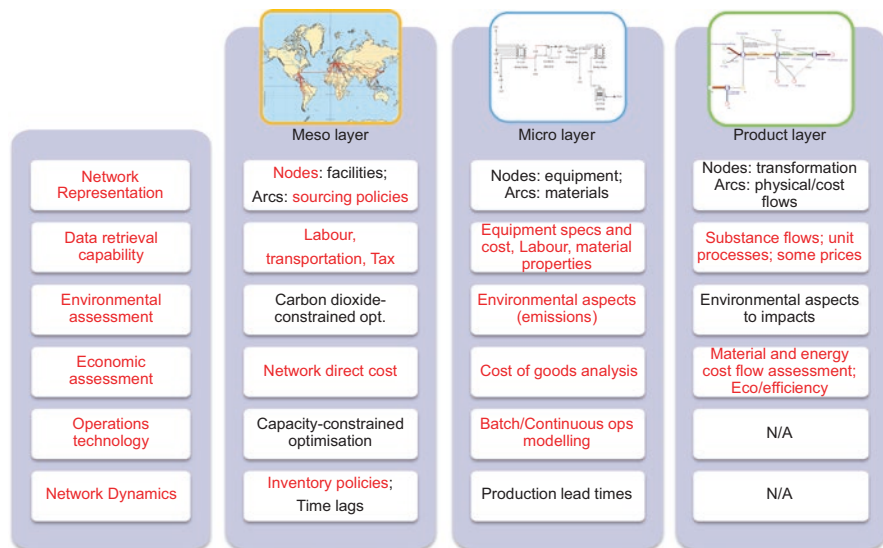 Meso layer
Micro layer
Product layer
Network
Representation
Nodes: facilities;
Arcs: sourcing policies
Nodes: equipment;
Arcs: materials
Nodes: transformation
Arcs: physical/cost
flows
Data retrieval
capability
Labour,
transportation, Tax
Equipment specs and
cost, Labour, material
properties
Substance flows; unit
processes; some prices
Environmental
assessment
Carbon dioxide-
constrained opt.
Environmental aspects
(emissions)
Environmental aspects
to impacts
Economic
assessment
Network direct cost
Cost of goods analysis
Material and energy
cost flow assessment;
Eco/efficiency
Operations
technology
Capacity-constrained
optimisation
Batch/Continuous ops
modelling
N/A
Network Dynamics
Inventory policies;
Time lags
Production lead times
N/A